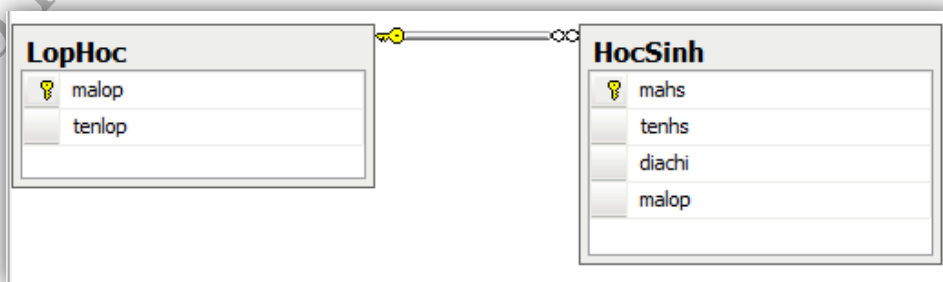 LopHoc
malop
tenlop
HocSinh
mahs
tenhs
diachi
malop